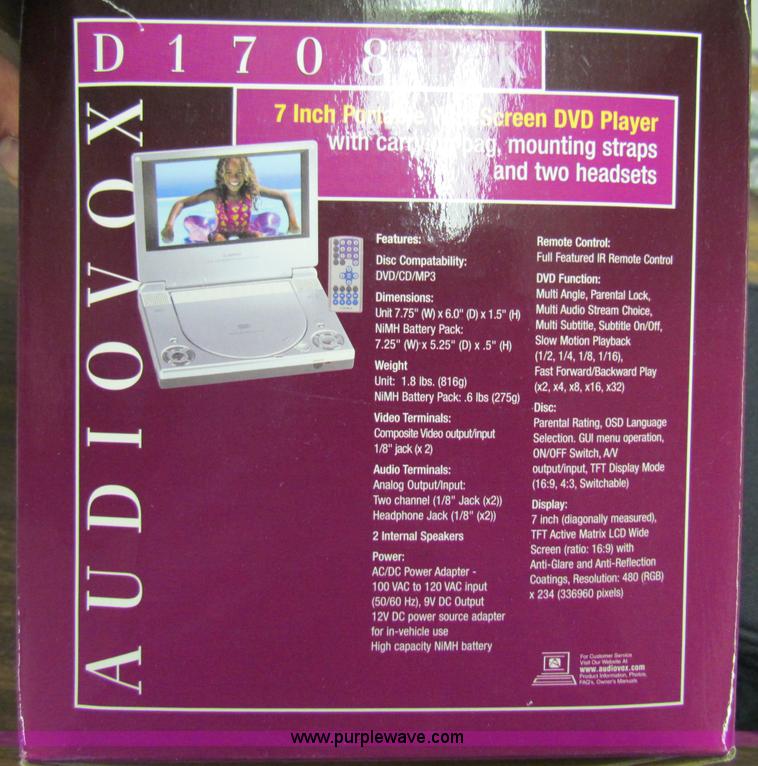 D1708
AUDIOVOX
7 Inch Portable Screen DVD Player
with bag, mounting straps
and two headsets
Features:
Disc Compatability:
DVD/CD/MP3
Dimensions:
Unit 7.75" (W) x 6.0" (D) x 1.5" (H)
NiMH Battery Pack:
7.25" (W) x 5.25" (D) x .5" (H)
Weight
Unit: 1.8 lbs. (816g)
NiMH Battery Pack: .6 lbs (275g)
Video Terminals:
Composite Video output/input
1/8" jack (x 2)
Audio Terminals:
Analog Output/Input:
Two channel (1/8" Jack (x2))
Headphone Jack (1/8" (x2))
2 Internal Speakers
Power:
AC/DC Power Adapter -
100 VAC to 120 VAC input
(50/60 Hz), 9V DC Output
12V DC power source adapter
for in-vehicle use
High capacity NiMH battery
Remote Control:
Full Featured IR Remote Control
DVD Function:
Multi Angle, Parental Lock,
Multi Audio Stream Choice,
Multi Subtitle, Subtitle On/Off,
Slow Motion Playback
(1/2, 1/4, 1/8, 1/16),
Fast Forward/Backward Play
(x2, x4, x8, x16, x32)
Disc:
Parental Rating, OSD Language
Selection. GUI menu operation,
ON/OFF Switch, A/V
output/input, TFT Display Mode
(16:9, 4:3, Switchable)
Display:
7 inch (diagonally measured),
TFT Active Matrix LCD Wide
Screen (ratio: 16:9) with
Anti-Glare and Anti-Reflection
Coatings, Resolution: 480 (RGB)
x 234 (336960 pixels)
For Customer Service
Visit Our Website At
www.audiovox.com
Product Information, Photos,
FAQ's, Owner's Manuals
www.purplewave.com